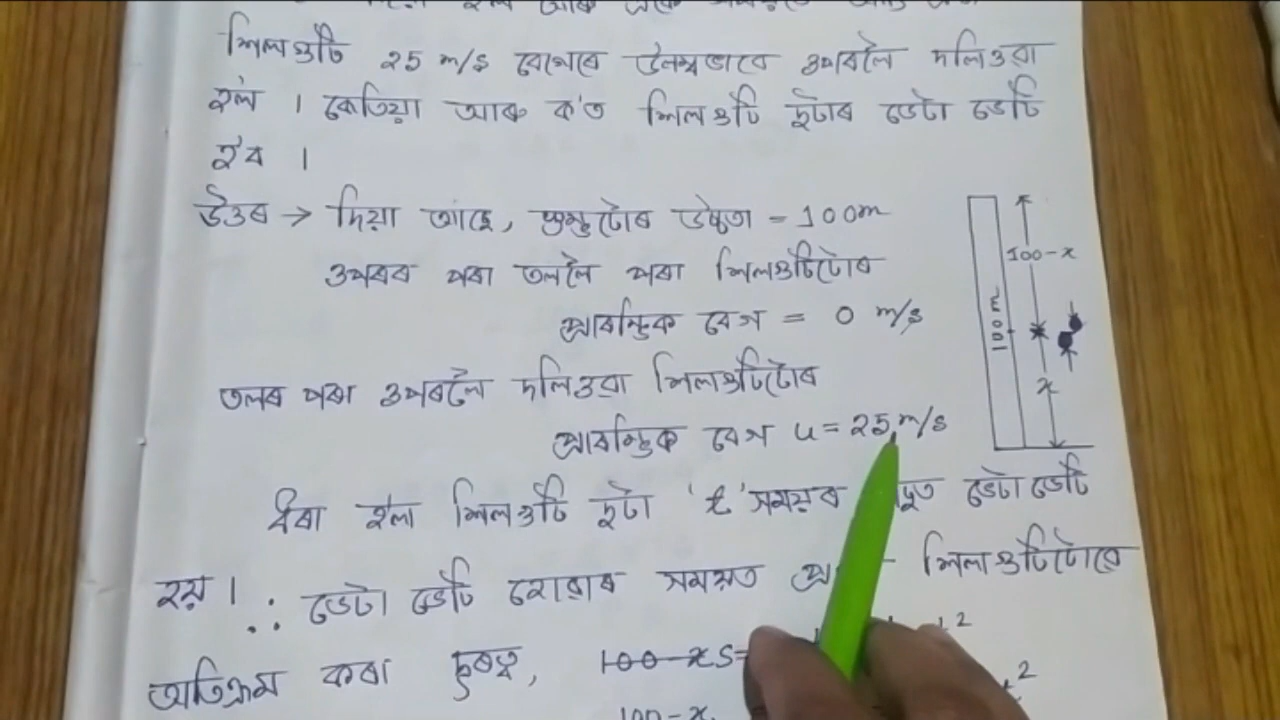 শিলগুটি 25 m/s বেগেৰে উলম্বভাবে ওপৰলৈ দলিওৱা
হ'ল । কেতিয়া আৰু ক'ত শিলগুটি দুটাৰ ভেটা ভেটি
হ'ব ।
উত্তৰ → দিয়া আছে, স্তম্ভটোৰ উচ্চতা = 100m
ওপৰৰ পৰা তললৈ পৰা শিলগুটিটোৰ
প্ৰাৰম্ভিক বেগ = 0 m/s
তলৰ পৰা ওপৰলৈ দলিওৱা শিলগুটিটোৰ
প্ৰাৰম্ভিক বেগ u = 25 m/s
100-x
100m
x
ধৰা হ'ল শিলগুটি দুটা 't' সময়ৰ ভেটা ভেটি
হয় । ∴ ভেটা ভেটি হোৱাৰ সময়ত শিলগুটিটোৱে
অতিক্ৰম কৰা দূৰত্ব,
100-x